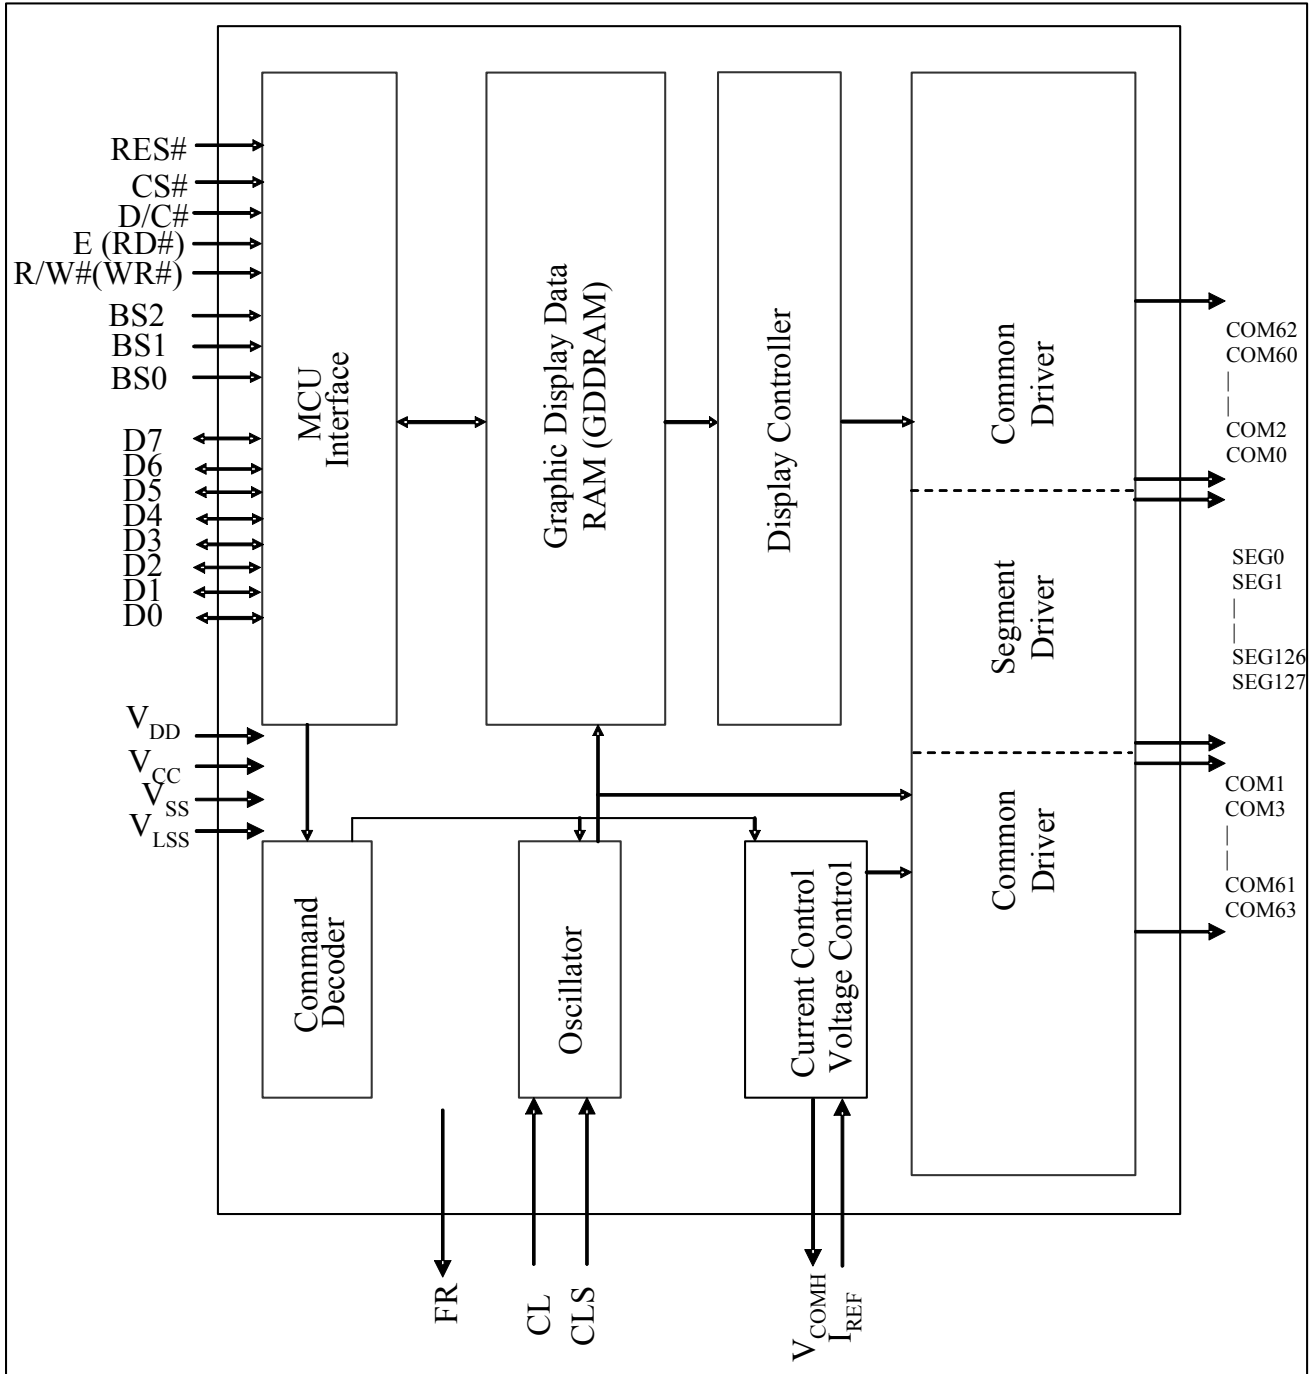 RES#
CS#
D/C#
E (RD#)
R/W#(WR#)
BS2
BS1
BS0
D7
D6
D5
D4
D3
D2
D1
D0
VDD
VCC
VSS
VLSS
MCU
Interface
Graphic Display Data
RAM (GDDRAM)
Display Controller
Common
Driver
Segment
Driver
Common
Driver
Command
Decoder
Oscillator
Current Control
Voltage Control
COM62
COM60
|
|
COM2
COM0
SEG0
SEG1
|
|
SEG126
SEG127
COM1
COM3
|
|
COM61
COM63
FR
CL
CLS
VCOMH
IREF